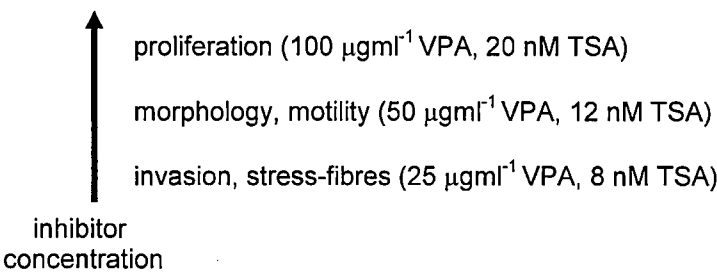 proliferation (100 μgml⁻¹ VPA, 20 nM TSA)
morphology, motility (50 μgml⁻¹ VPA, 12 nM TSA)
invasion, stress-fibres (25 μgml⁻¹ VPA, 8 nM TSA)
inhibitor
concentration